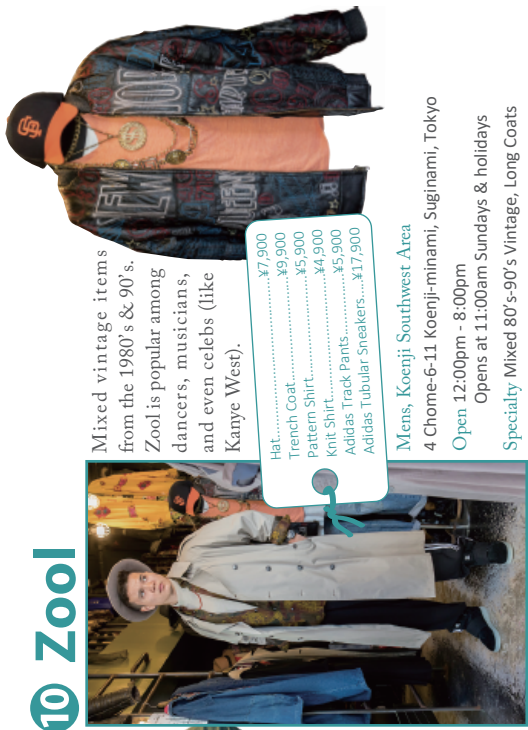 10 Zool
Mixed vintage items
from the 1980's & 90's.
Zool is popular among
dancers, musicians,
and even celebs (like
Kanye West).
Hat..........................................¥7,900
Trench Coat............................¥9,900
Pattern Shirt...........................¥5,900
Knit Shirt................................¥4,900
Adidas Track Pants.................¥5,900
Adidas Tubular Sneakers....¥17,900
Mens, Koenji Southwest Area
4 Chome-6-11 Koenji-minami, Suginami, Tokyo
Open 12:00pm - 8:00pm
Opens at 11:00am Sundays & holidays
Specialty Mixed 80's-90's Vintage, Long Coats
SF